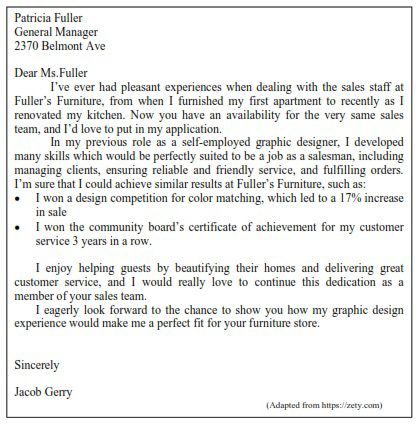 Patricia Fuller
General Manager
2370 Belmont Ave
Dear Ms.Fuller
I've ever had pleasant experiences when dealing with the sales staff at
Fuller's Furniture, from when I furnished my first apartment to recently as I
renovated my kitchen. Now you have an availability for the very same sales
team, and I'd love to put in my application.
In my previous role as a self-employed graphic designer, I developed
many skills which would be perfectly suited to be a job as a salesman, including
managing clients, ensuring reliable and friendly service, and fulfilling orders.
I'm sure that I could achieve similar results at Fuller's Furniture, such as:
• I won a design competition for color matching, which led to a 17% increase
in sale
• I won the community board's certificate of achievement for my customer
service 3 years in a row.
I enjoy helping guests by beautifying their homes and delivering great
customer service, and I would really love to continue this dedication as a
member of your sales team.
I eagerly look forward to the chance to show you how my graphic design
experience would make me a perfect fit for your furniture store.
Sincerely
Jacob Gerry
(Adapted from https://zety.com)